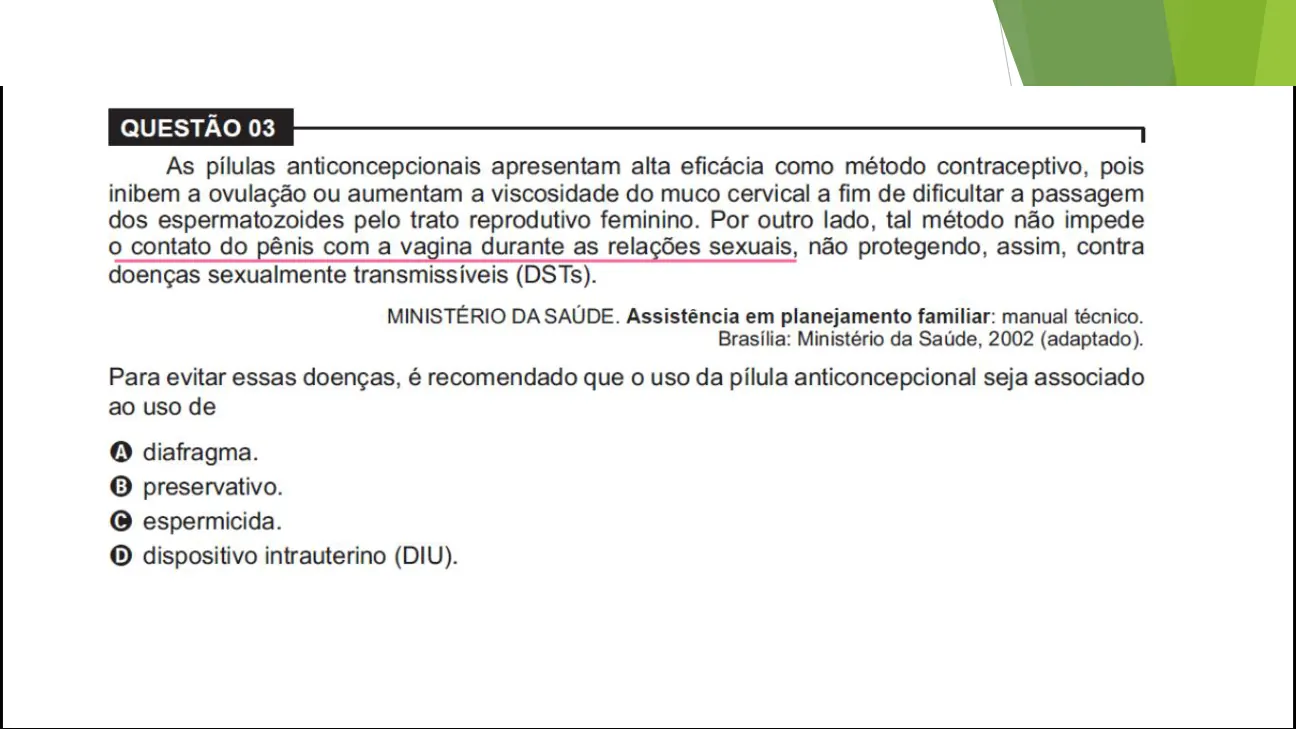 QUESTÃO 03
As pílulas anticoncepcionais apresentam alta eficácia como método contraceptivo, pois
inibem a ovulação ou aumentam a viscosidade do muco cervical a fim de dificultar a passagem
dos espermatozoides pelo trato reprodutivo feminino. Por outro lado, tal método não impede
o contato do pênis com a vagina durante as relações sexuais, não protegendo, assim, contra
doenças sexualmente transmissíveis (DSTs).
MINISTÉRIO DA SAÚDE. Assistência em planejamento familiar: manual técnico.
Brasília: Ministério da Saúde, 2002 (adaptado).
Para evitar essas doenças, é recomendado que o uso da pílula anticoncepcional seja associado
ao uso de
A diafragma.
B preservativo.
C espermicida.
D dispositivo intrauterino (DIU).